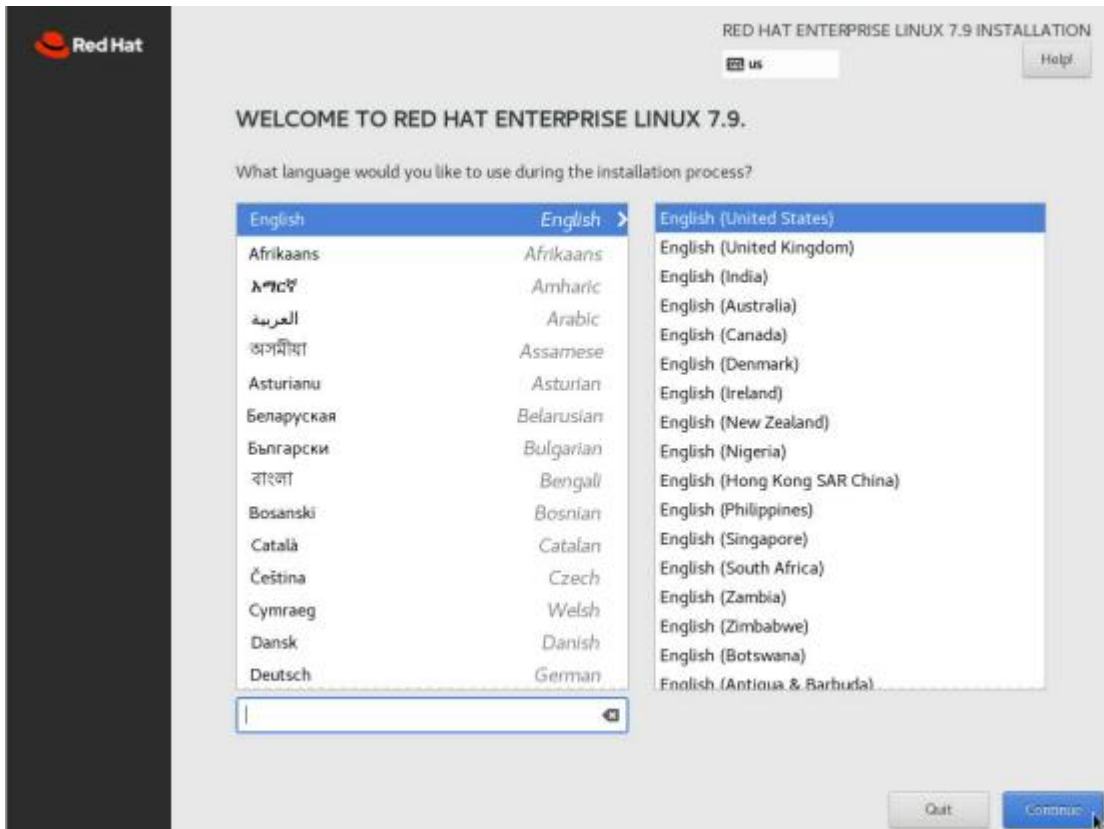 Red Hat
RED HAT ENTERPRISE LINUX 7.9 INSTALLATION
us
Help!
WELCOME TO RED HAT ENTERPRISE LINUX 7.9.
What language would you like to use during the installation process?
English English
Afrikaans Afrikaans
አማርኛ Amharic
العربية Arabic
অসমীয়া Assamese
Asturianu Asturian
Беларуская Belarusian
Български Bulgarian
বাংলা Bengali
Bosanski Bosnian
Català Catalan
Čeština Czech
Cymraeg Welsh
Dansk Danish
Deutsch German
English (United States)
English (United Kingdom)
English (India)
English (Australia)
English (Canada)
English (Denmark)
English (Ireland)
English (New Zealand)
English (Nigeria)
English (Hong Kong SAR China)
English (Philippines)
English (Singapore)
English (South Africa)
English (Zambia)
English (Zimbabwe)
English (Botswana)
English (Antigua & Barbuda)
Quit
Continue